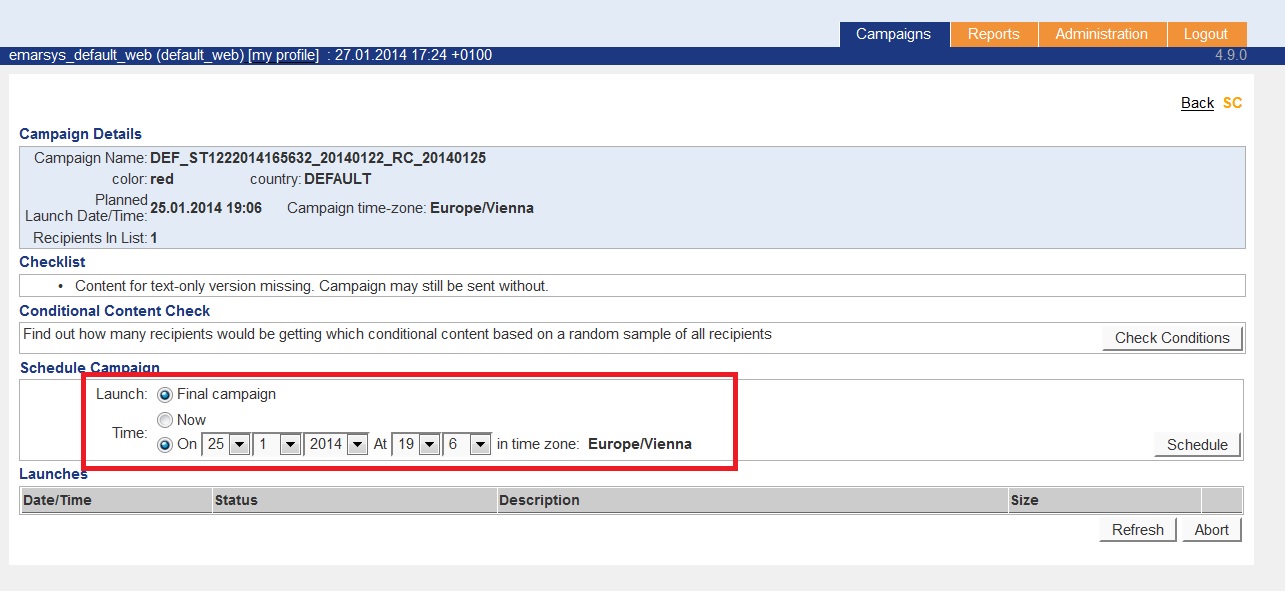 Campaigns Reports Administration Logout
emarsys_default_web (default_web) [my profile] : 27.01.2014 17:24 +0100 4.9.0
Back SC
Campaign Details
Campaign Name: DEF_ST1222014165632_20140122_RC_20140125
color: red country: DEFAULT
Planned
Launch Date/Time: 25.01.2014 19:06 Campaign time-zone: Europe/Vienna
Recipients In List: 1
Checklist
• Content for text-only version missing. Campaign may still be sent without.
Conditional Content Check
Find out how many recipients would be getting which conditional content based on a random sample of all recipients
Check Conditions
Schedule Campaign
Launch: Final campaign
Now
Time:
On 25 1 2014 At 19 6 in time zone: Europe/Vienna
Schedule
Launches
Date/Time Status Description Size
Refresh Abort